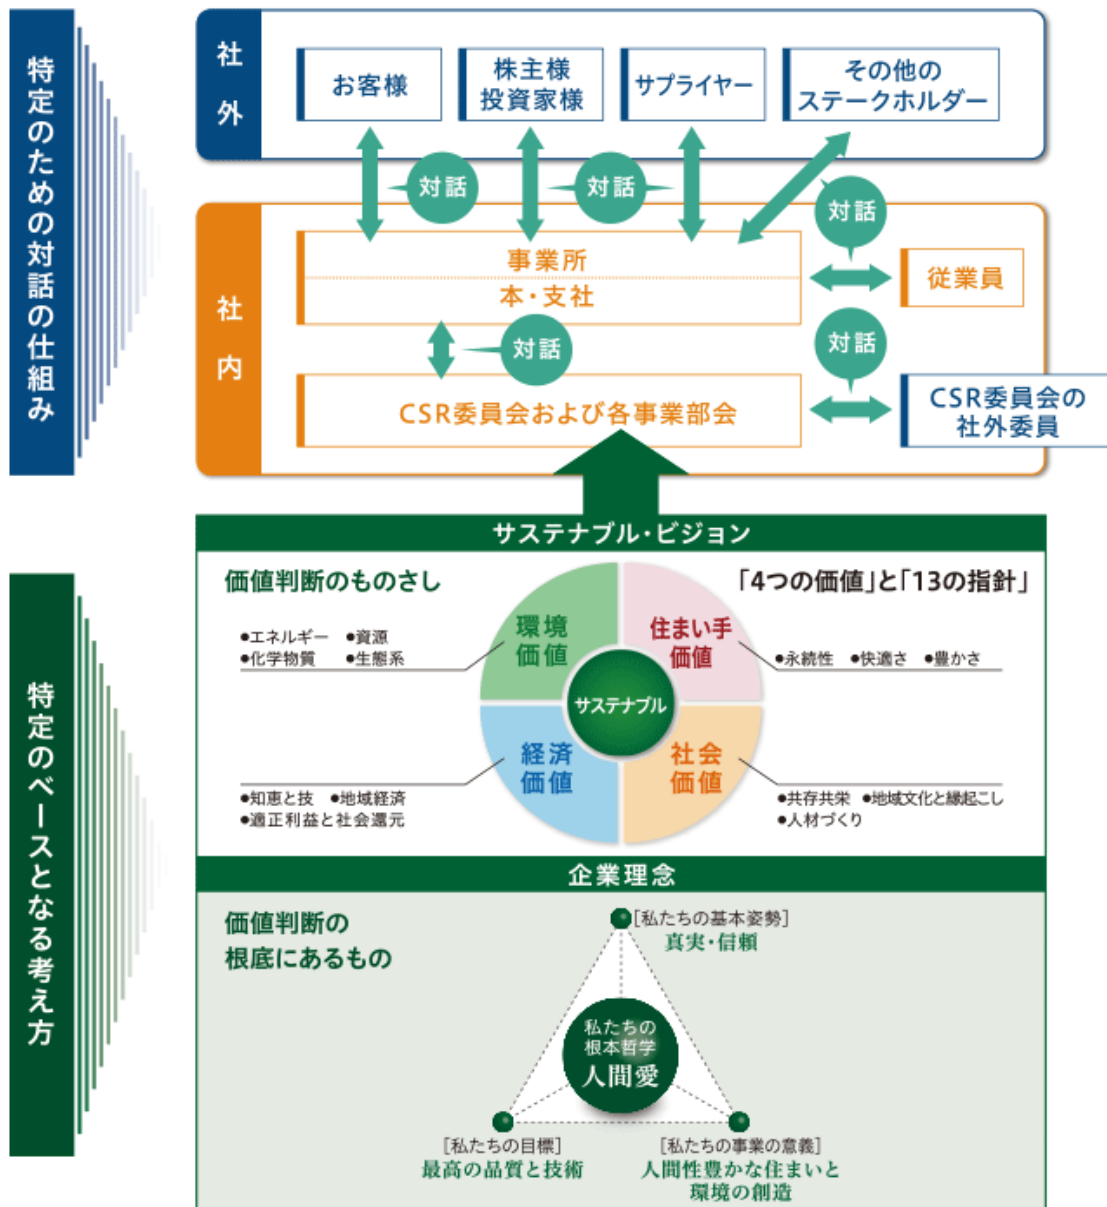 特定のための対話の仕組み
社外
お客様
株主様
投資家様
サプライヤー
その他の
ステークホルダー
対話
対話
対話
社内
事業所
本・支社
従業員
対話
対話
CSR委員会および各事業部会
CSR委員会の
社外委員
特定のベースとなる考え方
サステナブル・ビジョン
価値判断のものさし
「4つの価値」と「13の指針」
環境
価値
住まい手
価値
●エネルギー ●資源
●化学物質 ●生態系
●永続性 ●快適さ ●豊かさ
サステナブル
経済
価値
社会
価値
●知恵と技 ●地域経済
●適正利益と社会還元
●共存共栄 ●地域文化と縁起こし
●人材づくり
企業理念
価値判断の
根底にあるもの
[私たちの基本姿勢]
真実・信頼
私たちの
根本哲学
人間愛
[私たちの目標]
最高の品質と技術
[私たちの事業の意義]
人間性豊かな住まいと
環境の創造